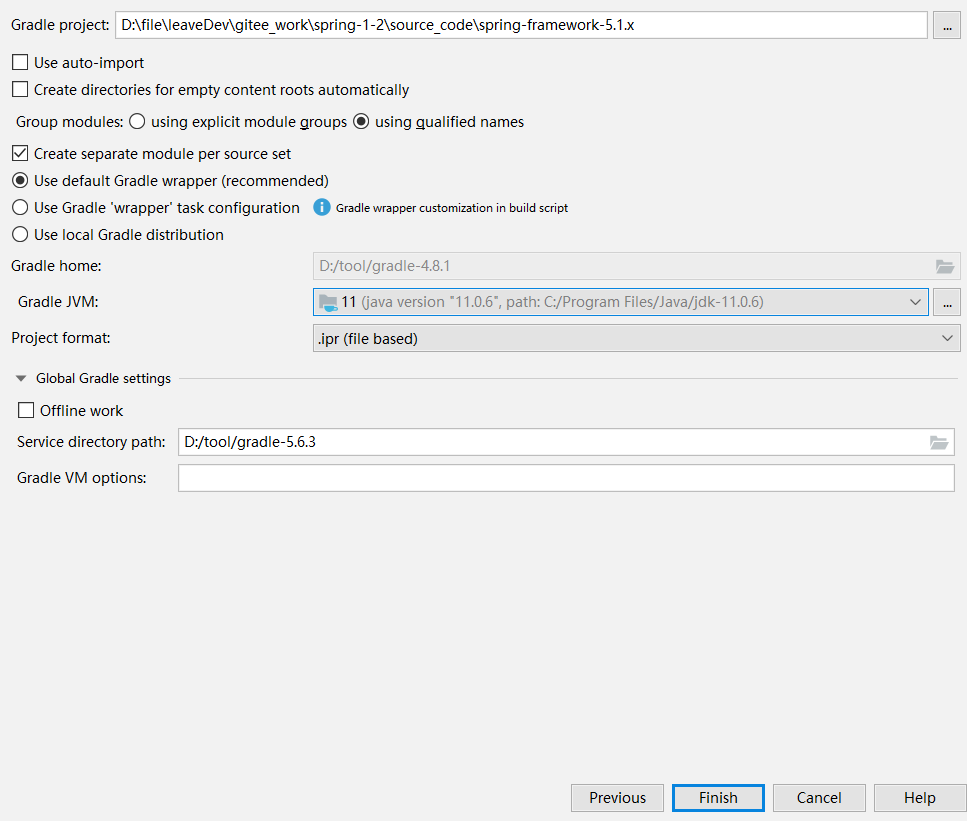 Gradle project: D:\file\leaveDev\gitee_work\spring-1-2\source_code\spring-framework-5.1.x ...
Use auto-import
Create directories for empty content roots automatically
Group modules: using explicit module groups using qualified names
Create separate module per source set
Use default Gradle wrapper (recommended)
Use Gradle 'wrapper' task configuration Gradle wrapper customization in build script
Use local Gradle distribution
Gradle home: D:/tool/gradle-4.8.1
Gradle JVM: 11 (java version "11.0.6", path: C:/Program Files/Java/jdk-11.0.6) ...
Project format: .ipr (file based)
Global Gradle settings
Offline work
Service directory path: D:/tool/gradle-5.6.3
Gradle VM options:
Previous Finish Cancel Help